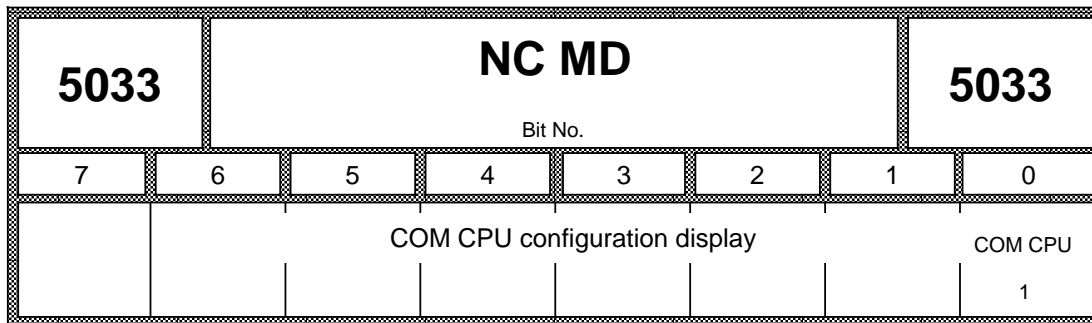 5033 NC MD 5033
Bit No.
7 6 5 4 3 2 1 0
COM CPU configuration display COM CPU
1